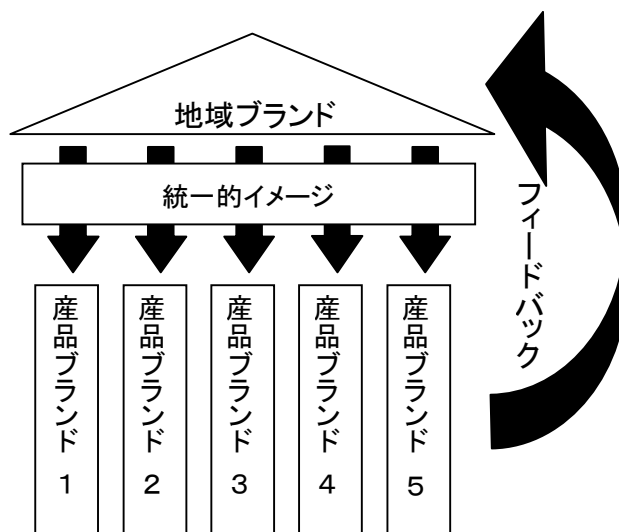 地域ブランド
統一的イメージ
フィードバック
産品ブランド1
産品ブランド2
産品ブランド3
産品ブランド4
産品ブランド5